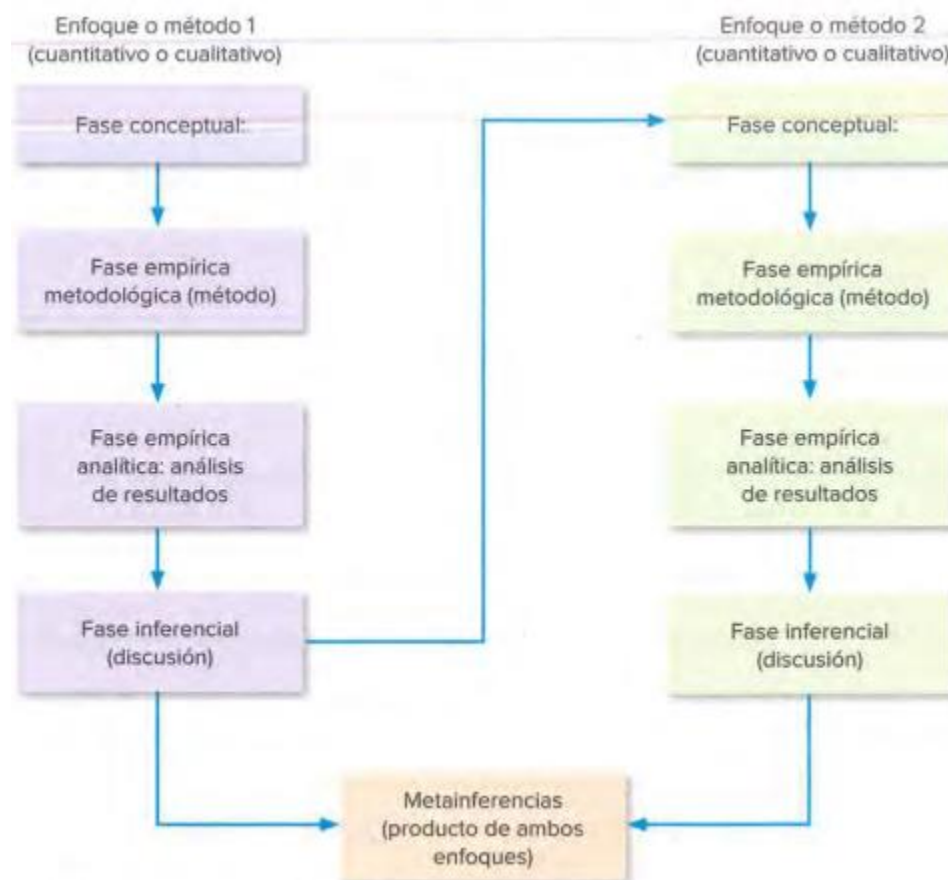 Enfoque o método 1
(cuantitativo o cualitativo)
Fase conceptual:
Fase empírica
metodológica (método)
Fase empírica
analítica: análisis
de resultados
Fase inferencial
(discusión)
Enfoque o método 2
(cuantitativo o cualitativo)
Fase conceptual:
Fase empírica
metodológica (método)
Fase empírica
analítica: análisis
de resultados
Fase inferencial
(discusión)
Metainferencias
(producto de ambos
enfoques)